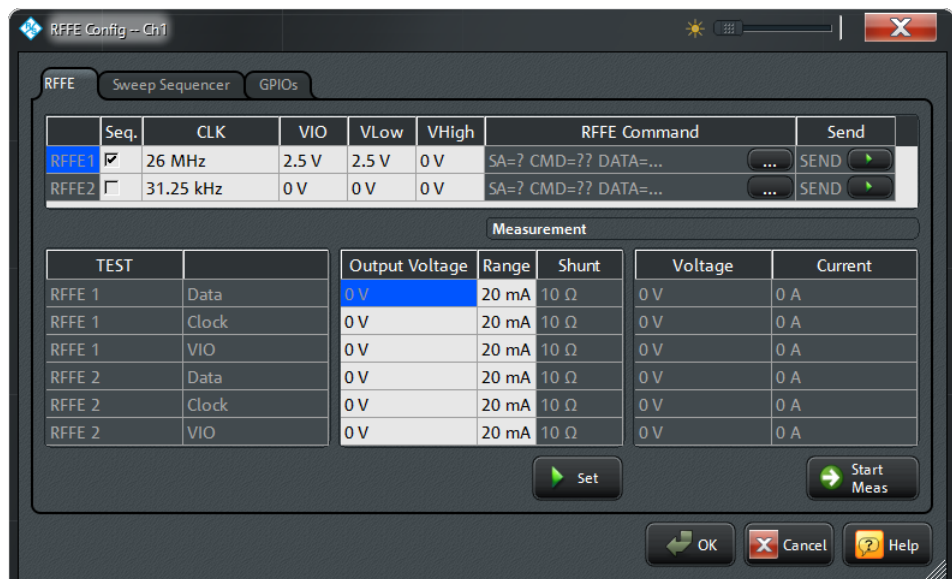 RFFE Config -- Ch1
RFFE Sweep Sequencer GPIOs
Seq. CLK VIO VLow VHigh RFFE Command Send
RFFE1 26 MHz 2.5 V 2.5 V 0 V SA=? CMD=?? DATA=... ... SEND
RFFE2 31.25 kHz 0 V 0 V 0 V SA=? CMD=?? DATA=... ... SEND
Measurement
TEST Output Voltage Range Shunt Voltage Current
RFFE 1 Data 0 V 20 mA 10 Ω 0 V 0 A
RFFE 1 Clock 0 V 20 mA 10 Ω 0 V 0 A
RFFE 1 VIO 0 V 20 mA 10 Ω 0 V 0 A
RFFE 2 Data 0 V 20 mA 10 Ω 0 V 0 A
RFFE 2 Clock 0 V 20 mA 10 Ω 0 V 0 A
RFFE 2 VIO 0 V 20 mA 10 Ω 0 V 0 A
Set Start
Meas
OK Cancel Help